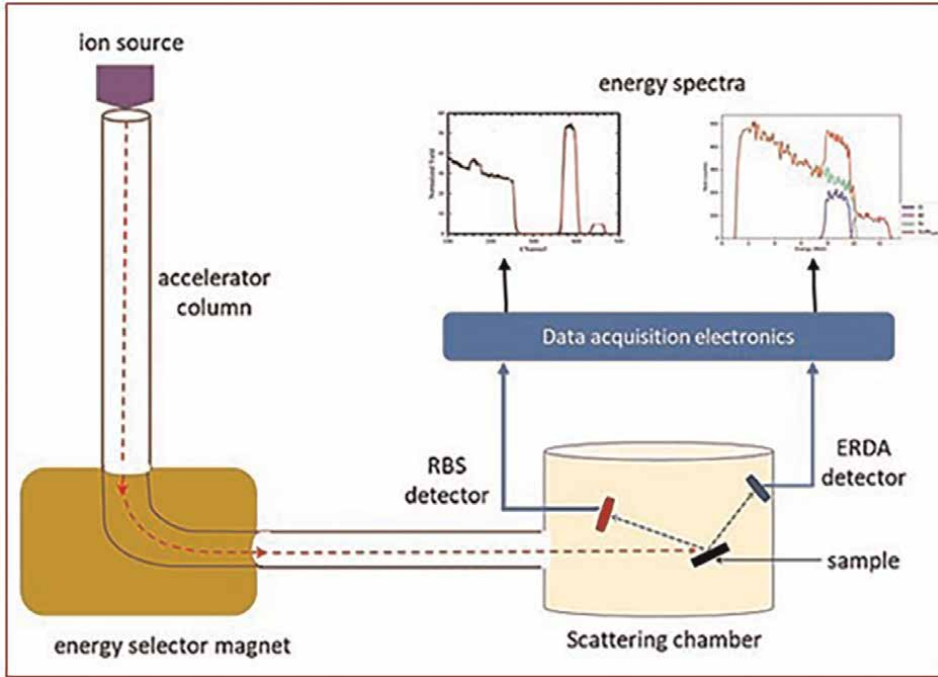 ion source
energy spectra
Channel
accelerator
column
Data acquisition electronics
RBS
detector
ERDA
detector
sample
energy selector magnet
Scattering chamber